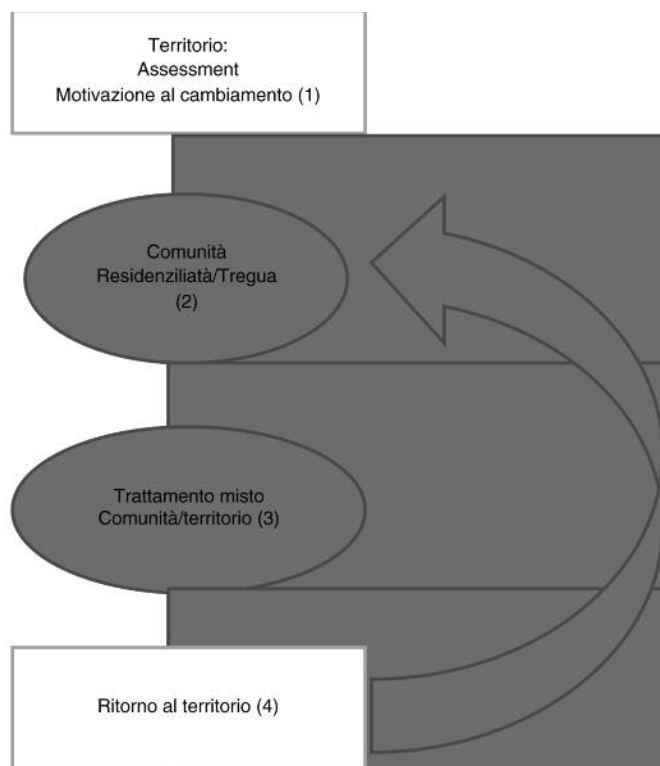 Territorio:
Assessment
Motivazione al cambiamento (1)
Comunità
Residenziliatà/Tregua
(2)
Trattamento misto
Comunità/territorio (3)
Ritorno al territorio (4)